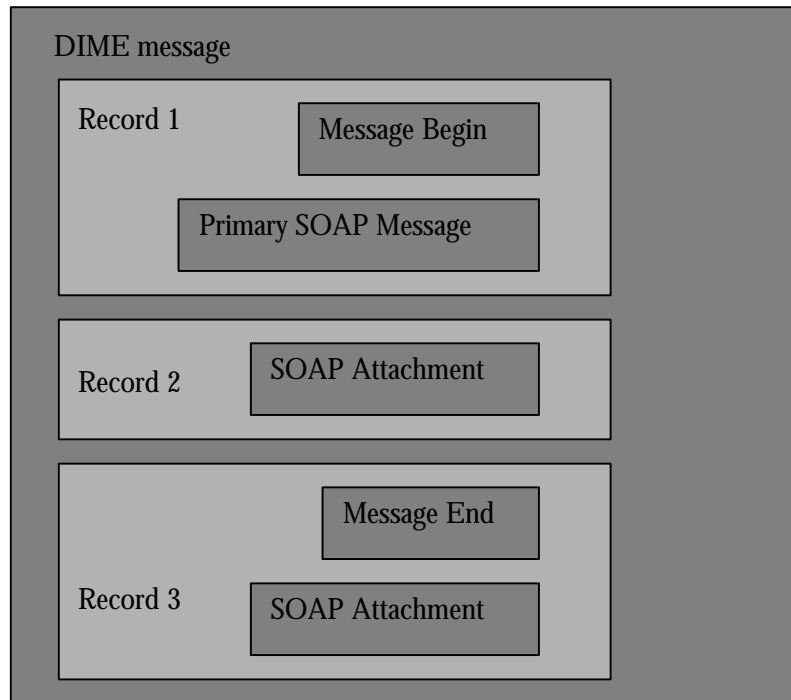 DIME message
Record 1
Message Begin
Primary SOAP Message
Record 2
SOAP Attachment
Message End
Record 3
SOAP Attachment